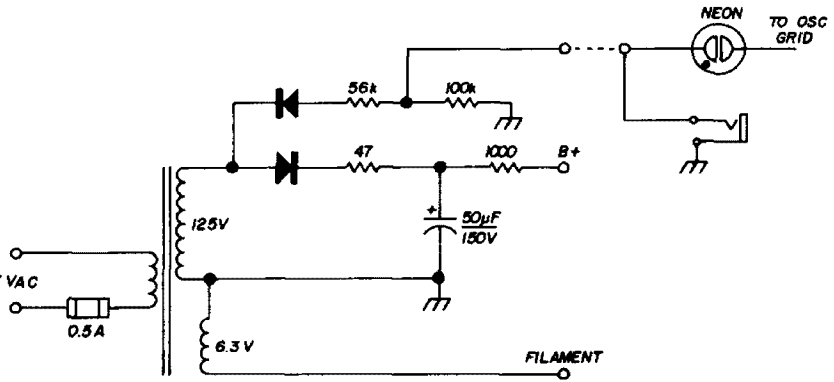 NEON
TO OSC
GRID
56k
100k
47
1000
B+
125V
+
50µF
150V
VAC
0.5A
6.3V
FILAMENT